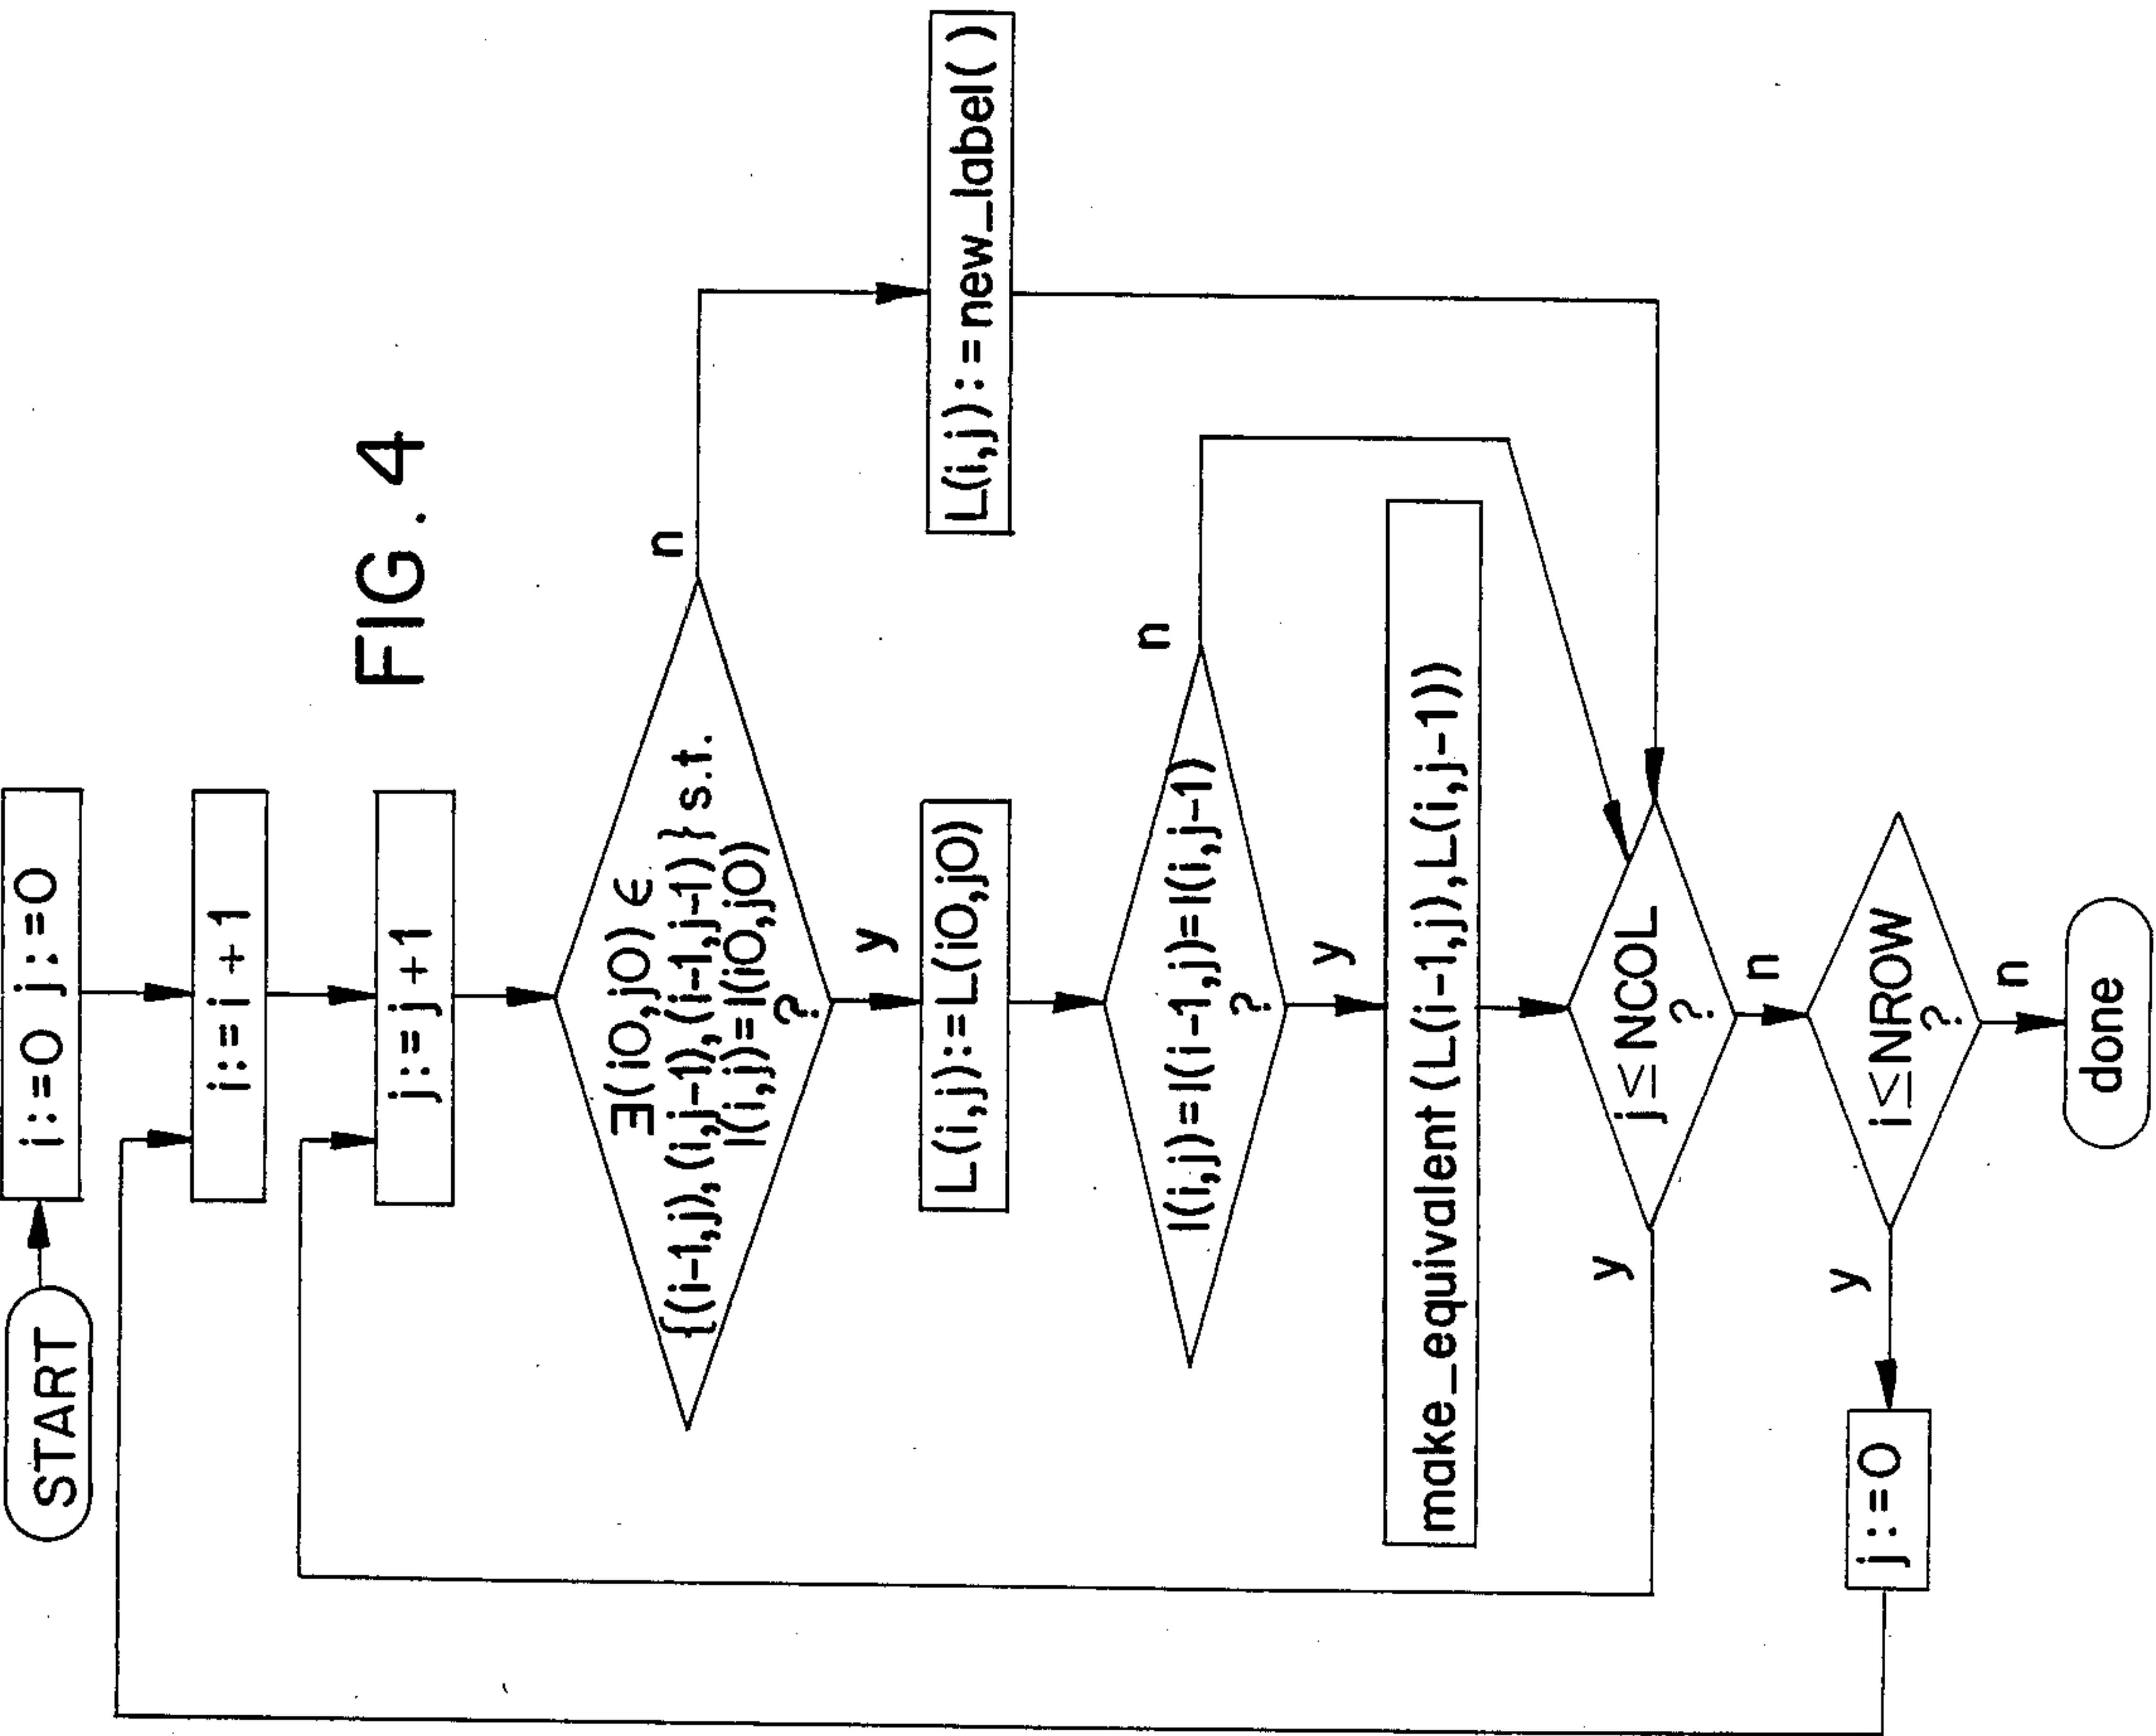 FIG. 4
START
i:=0 j:=0
i:=i+1
j:=j+1
∃(i0,j0) ϵ
{(i-1,j),(i,j-1),(i-1,j-1)} s.t.
I(i,j)=I(i0,j0)
?
n
y
L(i,j):=new_label()
L(i,j):=L(i0,j0)
I(i,j)=I(i-1,j)=I(i,j-1)
?
n
y
make_equivalent(L(i-1,j),L(i,j-1))
j≤NCOL
?
y
n
i≤NROW
?
y
n
j:=0
done